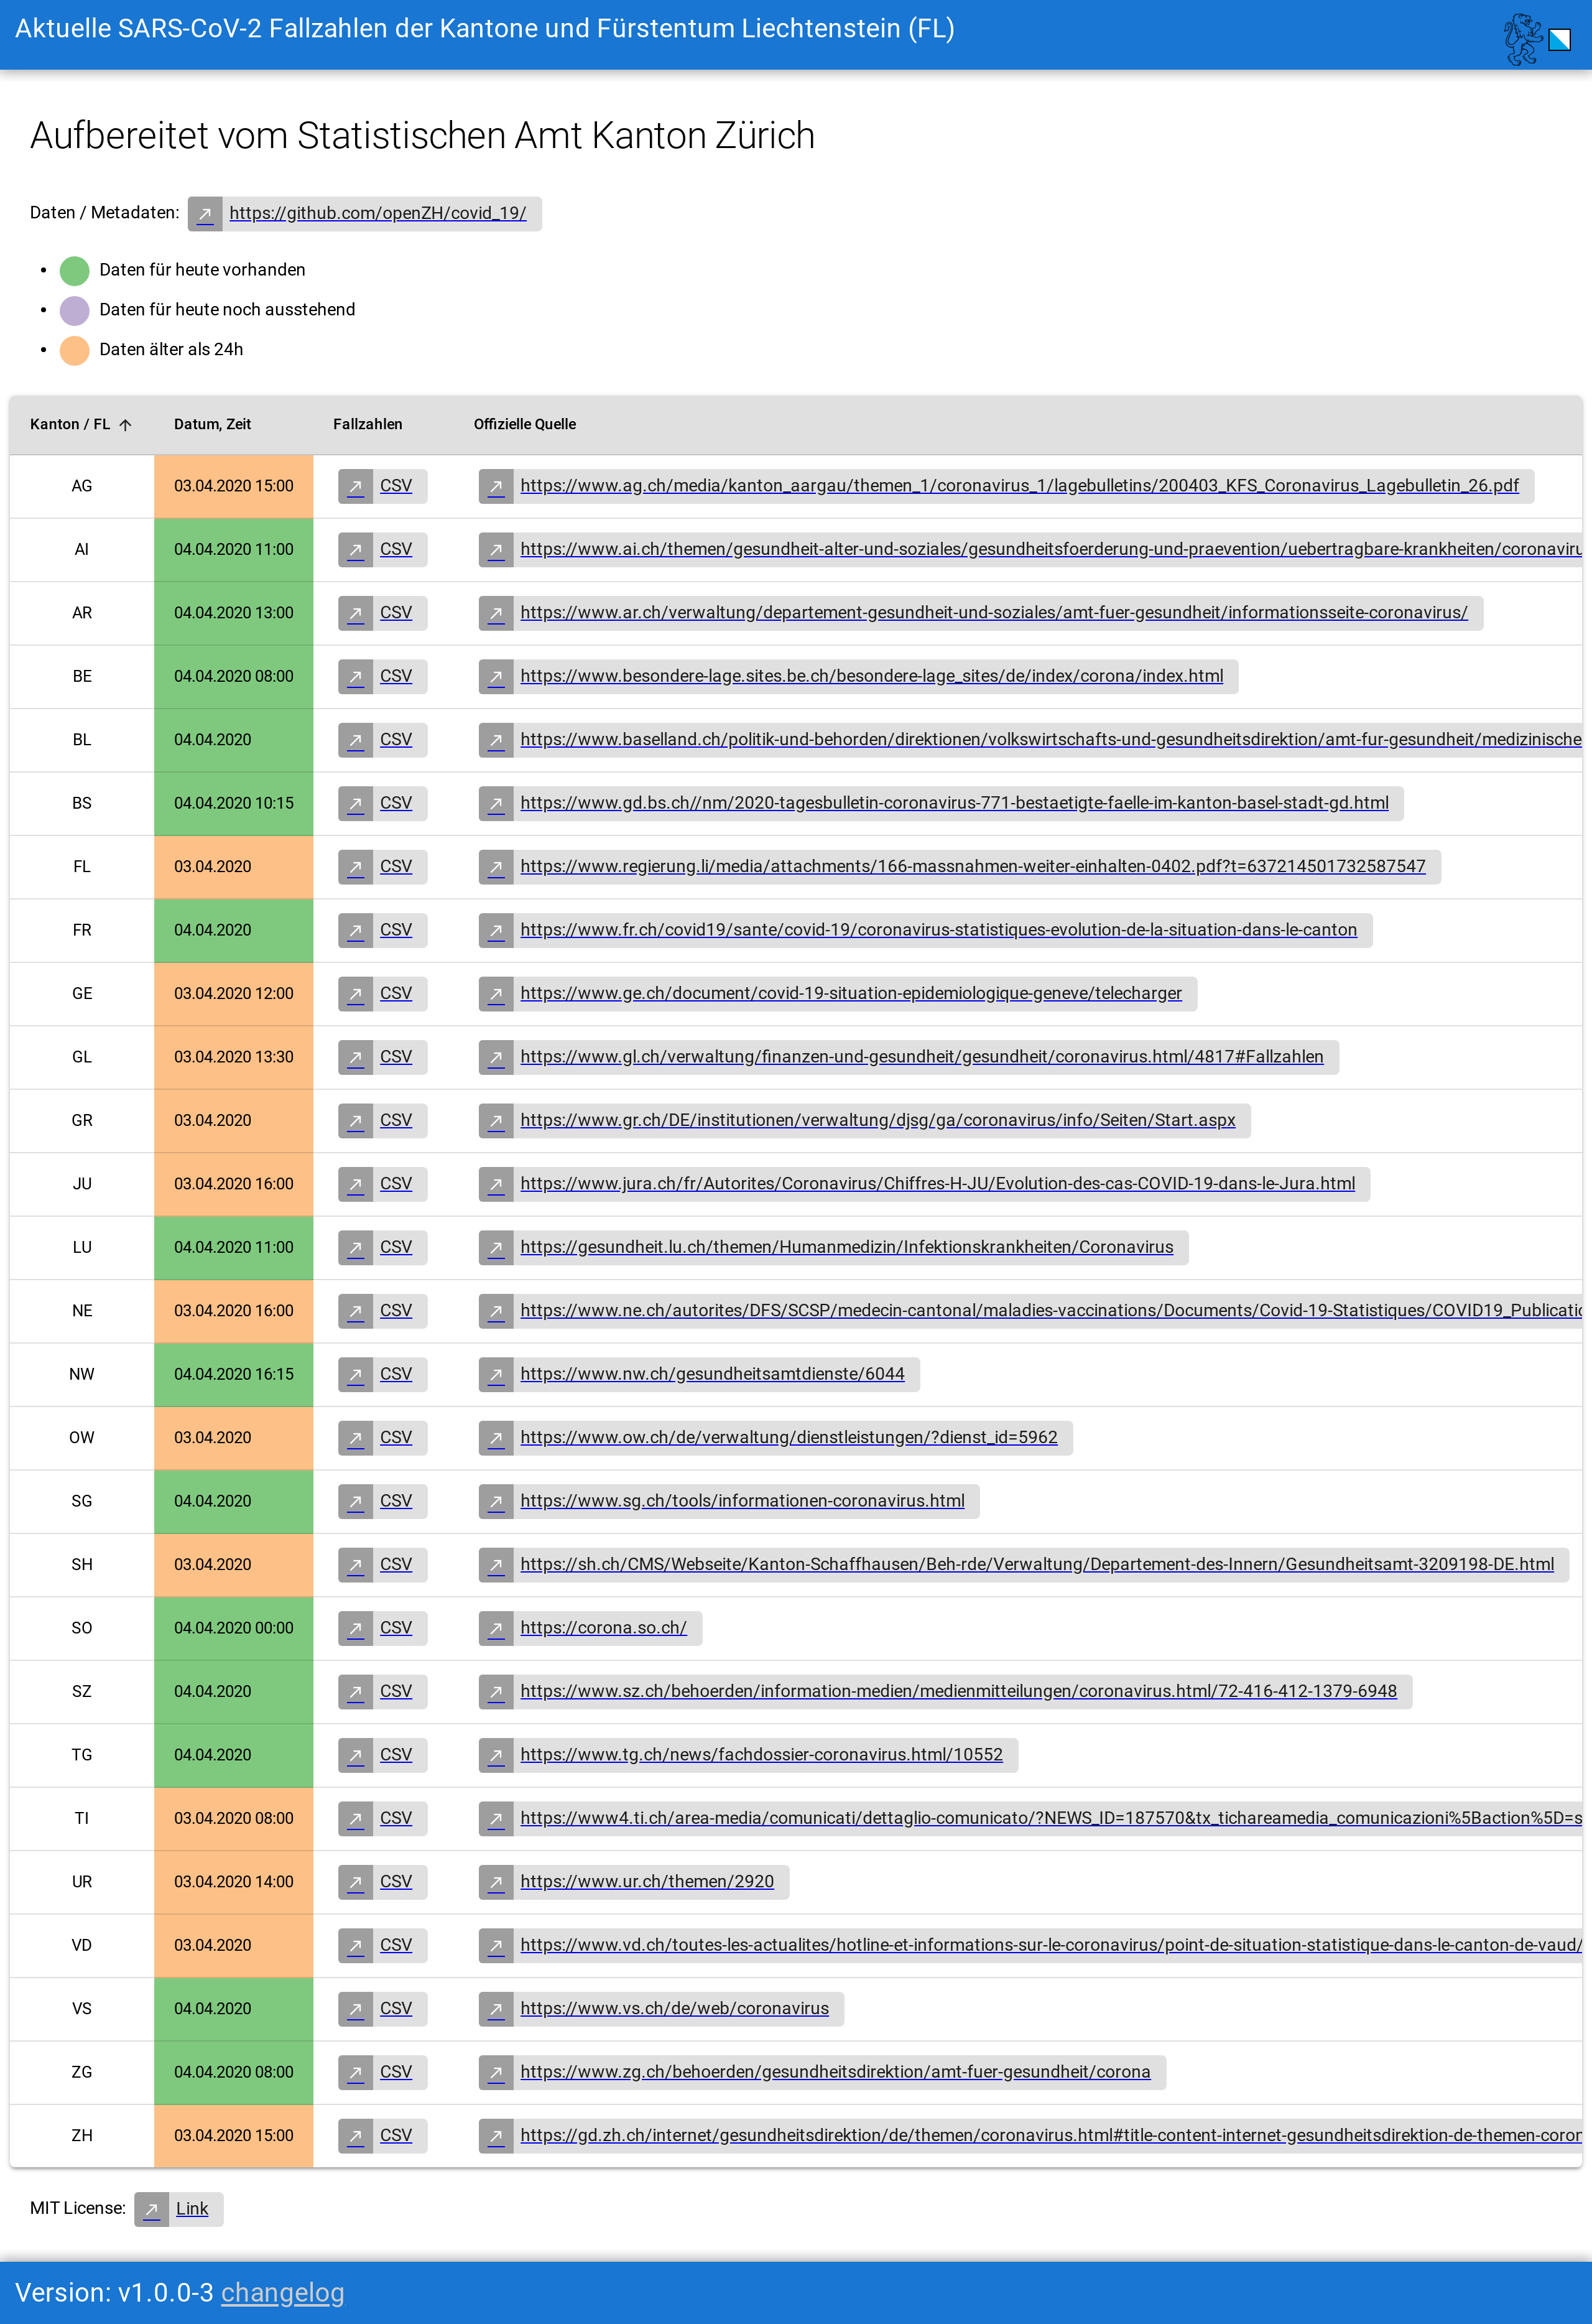 Aktuelle SARS-CoV-2 Fallzahlen der Kantone und Fürstentum Liechtenstein (FL)
Aufbereitet vom Statistischen Amt Kanton Zürich
Daten / Metadaten: https://github.com/openZH/covid_19/
Daten für heute vorhanden
Daten für heute noch ausstehend
Daten älter als 24h
Kanton / FL Datum, Zeit Fallzahlen Offizielle Quelle
AG 03.04.2020 15:00 CSV https://www.ag.ch/media/kanton_aargau/themen_1/coronavirus_1/lagebulletins/200403_KFS_Coronavirus_Lagebulletin_26.pdf
AI 04.04.2020 11:00 CSV https://www.ai.ch/themen/gesundheit-alter-und-soziales/gesundheitsfoerderung-und-praevention/uebertragbare-krankheiten/coronaviru
AR 04.04.2020 13:00 CSV https://www.ar.ch/verwaltung/departement-gesundheit-und-soziales/amt-fuer-gesundheit/informationsseite-coronavirus/
BE 04.04.2020 08:00 CSV https://www.besondere-lage.sites.be.ch/besondere-lage_sites/de/index/corona/index.html
BL 04.04.2020 CSV https://www.baselland.ch/politik-und-behorden/direktionen/volkswirtschafts-und-gesundheitsdirektion/amt-fur-gesundheit/medizinische
BS 04.04.2020 10:15 CSV https://www.gd.bs.ch//nm/2020-tagesbulletin-coronavirus-771-bestaetigte-faelle-im-kanton-basel-stadt-gd.html
FL 03.04.2020 CSV https://www.regierung.li/media/attachments/166-massnahmen-weiter-einhalten-0402.pdf?t=637214501732587547
FR 04.04.2020 CSV https://www.fr.ch/covid19/sante/covid-19/coronavirus-statistiques-evolution-de-la-situation-dans-le-canton
GE 03.04.2020 12:00 CSV https://www.ge.ch/document/covid-19-situation-epidemiologique-geneve/telecharger
GL 03.04.2020 13:30 CSV https://www.gl.ch/verwaltung/finanzen-und-gesundheit/gesundheit/coronavirus.html/4817#Fallzahlen
GR 03.04.2020 CSV https://www.gr.ch/DE/institutionen/verwaltung/djsg/ga/coronavirus/info/Seiten/Start.aspx
JU 03.04.2020 16:00 CSV https://www.jura.ch/fr/Autorites/Coronavirus/Chiffres-H-JU/Evolution-des-cas-COVID-19-dans-le-Jura.html
LU 04.04.2020 11:00 CSV https://gesundheit.lu.ch/themen/Humanmedizin/Infektionskrankheiten/Coronavirus
NE 03.04.2020 16:00 CSV https://www.ne.ch/autorites/DFS/SCSP/medecin-cantonal/maladies-vaccinations/Documents/Covid-19-Statistiques/COVID19_Publicatio
NW 04.04.2020 16:15 CSV https://www.nw.ch/gesundheitsamtdienste/6044
OW 03.04.2020 CSV https://www.ow.ch/de/verwaltung/dienstleistungen/?dienst_id=5962
SG 04.04.2020 CSV https://www.sg.ch/tools/informationen-coronavirus.html
SH 03.04.2020 CSV https://sh.ch/CMS/Webseite/Kanton-Schaffhausen/Beh-rde/Verwaltung/Departement-des-Innern/Gesundheitsamt-3209198-DE.html
SO 04.04.2020 00:00 CSV https://corona.so.ch/
SZ 04.04.2020 CSV https://www.sz.ch/behoerden/information-medien/medienmitteilungen/coronavirus.html/72-416-412-1379-6948
TG 04.04.2020 CSV https://www.tg.ch/news/fachdossier-coronavirus.html/10552
TI 03.04.2020 08:00 CSV https://www4.ti.ch/area-media/comunicati/dettaglio-comunicato/?NEWS_ID=187570&tx_tichareamedia_comunicazioni%5Baction%5D=s
UR 03.04.2020 14:00 CSV https://www.ur.ch/themen/2920
VD 03.04.2020 CSV https://www.vd.ch/toutes-les-actualites/hotline-et-informations-sur-le-coronavirus/point-de-situation-statistique-dans-le-canton-de-vaud/
VS 04.04.2020 CSV https://www.vs.ch/de/web/coronavirus
ZG 04.04.2020 08:00 CSV https://www.zg.ch/behoerden/gesundheitsdirektion/amt-fuer-gesundheit/corona
ZH 03.04.2020 15:00 CSV https://gd.zh.ch/internet/gesundheitsdirektion/de/themen/coronavirus.html#title-content-internet-gesundheitsdirektion-de-themen-coron
MIT License: Link
Version: v1.0.0-3 changelog